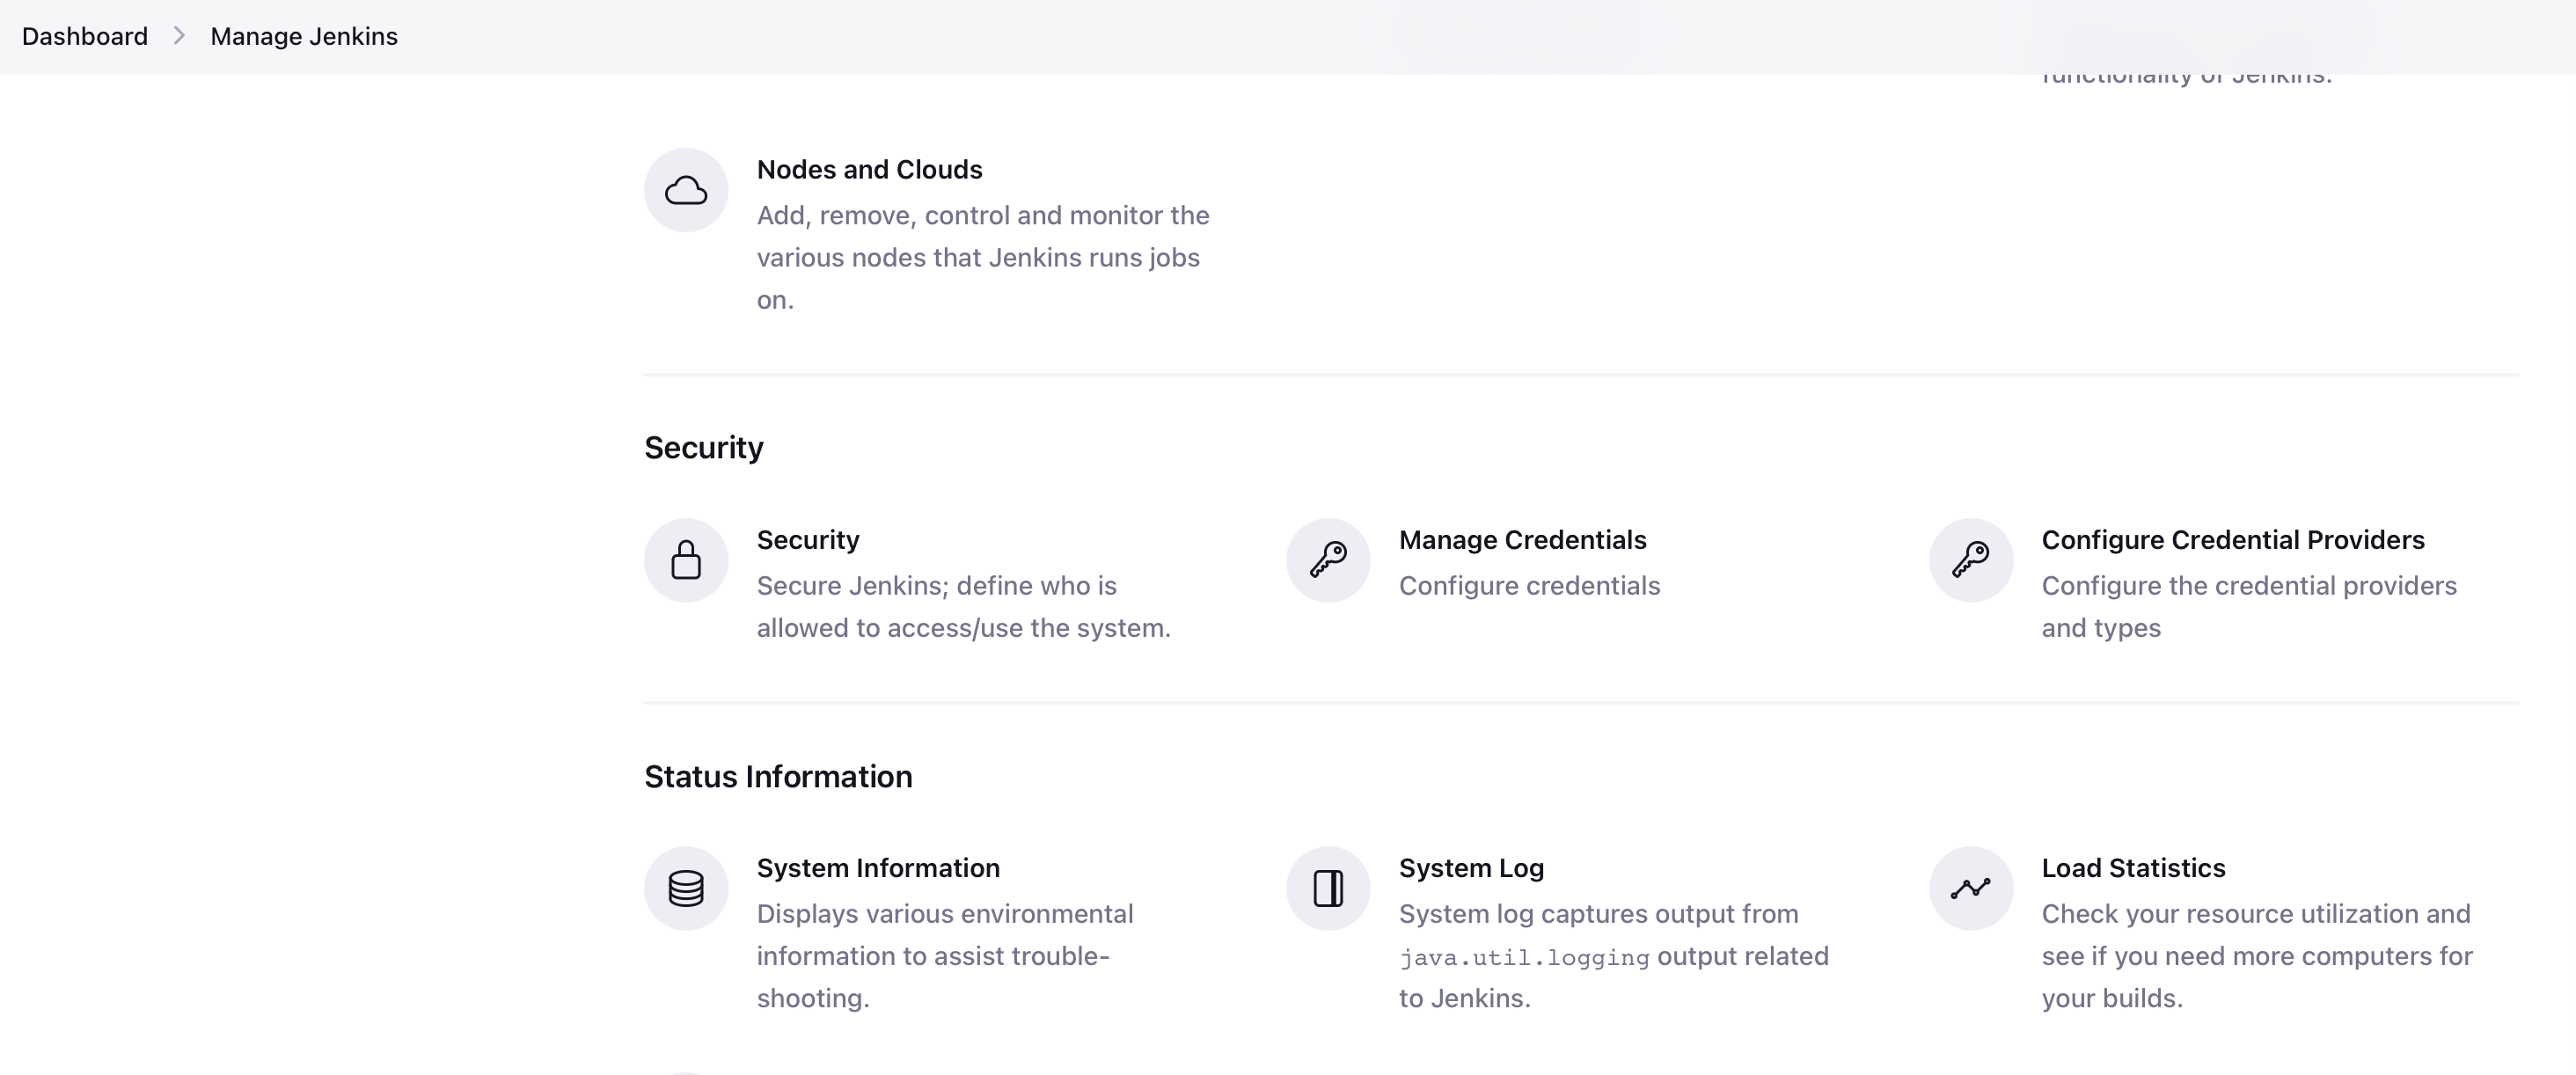 Dashboard > Manage Jenkins
functionality of Jenkins.
Nodes and Clouds
Add, remove, control and monitor the
various nodes that Jenkins runs jobs
on.
Security
Security
Secure Jenkins; define who is
allowed to access/use the system.
Manage Credentials
Configure credentials
Configure Credential Providers
Configure the credential providers
and types
Status Information
System Information
Displays various environmental
information to assist trouble-
shooting.
System Log
System log captures output from
java.util.logging output related
to Jenkins.
Load Statistics
Check your resource utilization and
see if you need more computers for
your builds.